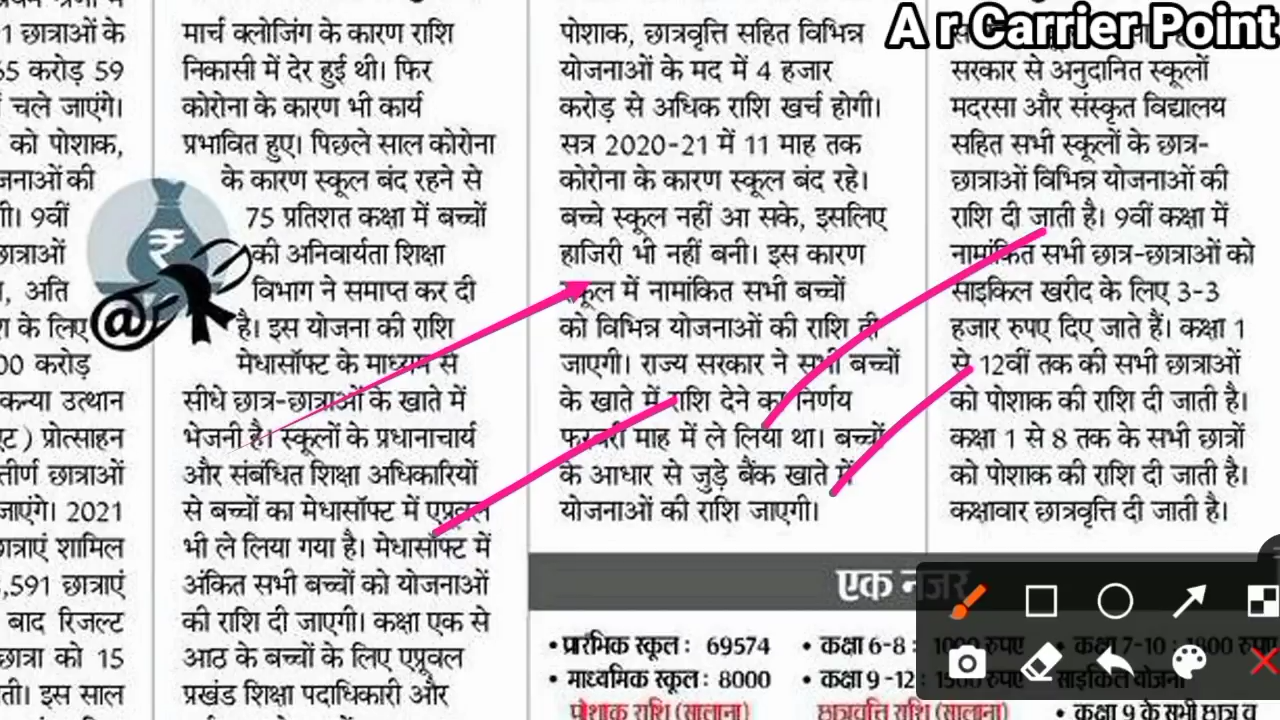 1 छात्राओं के
65 करोड़ 59
चले जाएंगे।
को पोशाक,
की
गी। 9वीं
अति
के लिए
00 करोड़
कन्या उत्थान
प्रोत्साहन
छात्राओं
जाएंगे। 2021
शामिल
,591 छात्राएं
बाद रिजल्ट
छात्रा को 15
इस साल
मार्च क्लोजिंग के कारण राशि
निकासी में देर हुई थी। फिर
कोरोना के कारण भी कार्य
प्रभावित हुए। पिछले साल कोरोना
के कारण स्कूल बंद रहने से
75 प्रतिशत कक्षा में बच्चों
की अनिवार्यता शिक्षा
विभाग ने समाप्त कर दी
है। इस योजना की राशि
मेधासॉफ्ट के माध्यम से
सीधे छात्र-छात्राओं के खाते में
भेजनी है। स्कूलों के प्रधानाचार्य
और संबंधित शिक्षा अधिकारियों
से बच्चों का मेधासॉफ्ट में एप्रूवल
भी ले लिया गया है। मेधासॉफ्ट में
अंकित सभी बच्चों को योजनाओं
की राशि दी जाएगी। कक्षा एक से
आठ के बच्चों के लिए एप्रूवल
प्रखंड शिक्षा पदाधिकारी और
पोशाक, छात्रवृत्ति सहित विभिन्न
योजनाओं के मद में 4 हजार
करोड़ से अधिक राशि खर्च होगी।
सत्र 2020-21 में 11 माह तक
कोरोना के कारण स्कूल बंद रहे।
बच्चे स्कूल नहीं आ सके, इसलिए
हाजिरी भी नहीं बनी। इस कारण
स्कूल में नामांकित सभी बच्चों
को विभिन्न योजनाओं की राशि दी
जाएगी। राज्य सरकार ने सभी बच्चों
के खाते में राशि देने का निर्णय
फरवरी माह में ले लिया था। बच्चों
के आधार से जुड़े बैंक खाते में
योजनाओं की राशि जाएगी।
A r Carrier Point
सरकार से अनुदानित स्कूलों
मदरसा और संस्कृत विद्यालय
सहित सभी स्कूलों के छात्र-
छात्राओं विभिन्न योजनाओं की
राशि दी जाती है। 9वीं कक्षा में
नामांकित सभी छात्र-छात्राओं को
साइकिल खरीद के लिए 3-3
हजार रुपए दिए जाते हैं। कक्षा 1
से 12वीं तक की सभी छात्राओं
को पोशाक की राशि दी जाती है।
कक्षा 1 से 8 तक के सभी छात्रों
को पोशाक की राशि दी जाती है।
कक्षावार छात्रवृत्ति दी जाती है।
एक नजर
• प्रारंभिक स्कूल : 69574
• माध्यमिक स्कूल : 8000
पोशाक राशि (सालाना)
• कक्षा 6-8 : 1000 रुपए
• कक्षा 9-12 : 1500 रुपए
छात्रवृत्ति राशि (सालाना)
• कक्षा 7-10 : 1800 रुपए
साइकिल योजना
• कक्षा 9 के सभी छात्र व